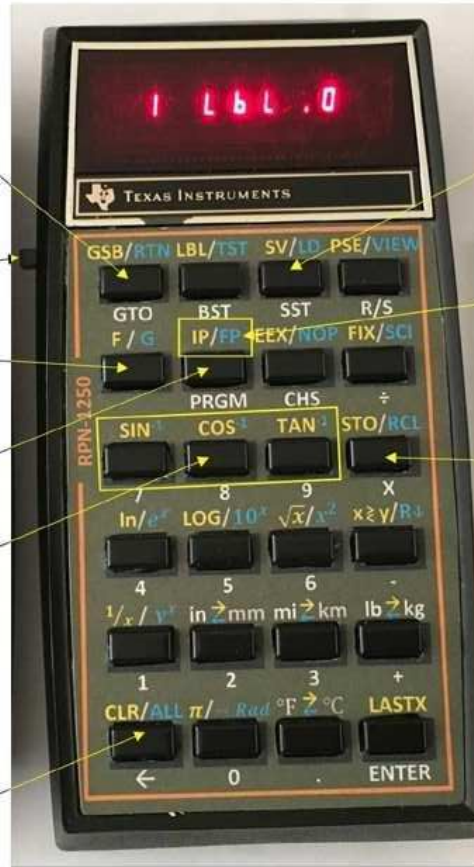 1 LbL .0
TEXAS INSTRUMENTS
GSB/RTN LBL/TST SV/LD PSE/VIEW
GTO BST SST R/S
F / G IP/FP EEX/NOP FIX/SCI
PRGM CHS ÷
RPN-1250
SIN⁻¹ COS⁻¹ TAN⁻¹ STO/RCL
7 8 9 X
ln/eˣ LOG/10ˣ √x/x² x≷y/R↓
4 5 6 -
1/x / yˣ in⇄mm mi⇄km lb⇄kg
1 2 3 +
CLR/ALL π/→Rad °F⇄°C LASTX
← 0 . ENTER